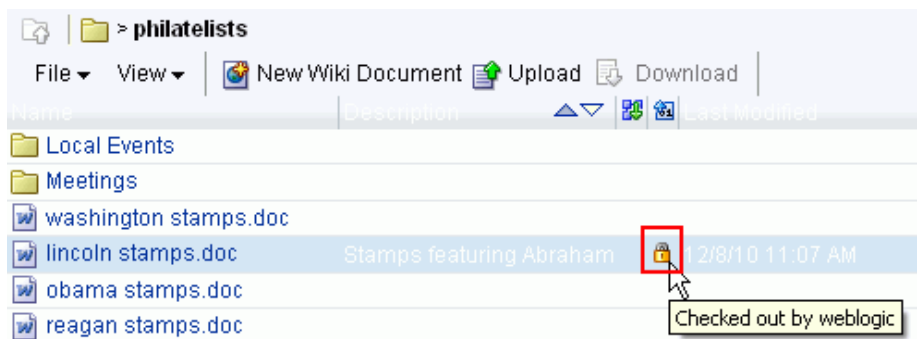 > philatelists
File View New Wiki Document Upload Download
Name Description Last Modified
Local Events
Meetings
washington stamps.doc
lincoln stamps.doc Stamps featuring Abraham 12/8/10 11:07 AM
obama stamps.doc
Checked out by weblogic
reagan stamps.doc